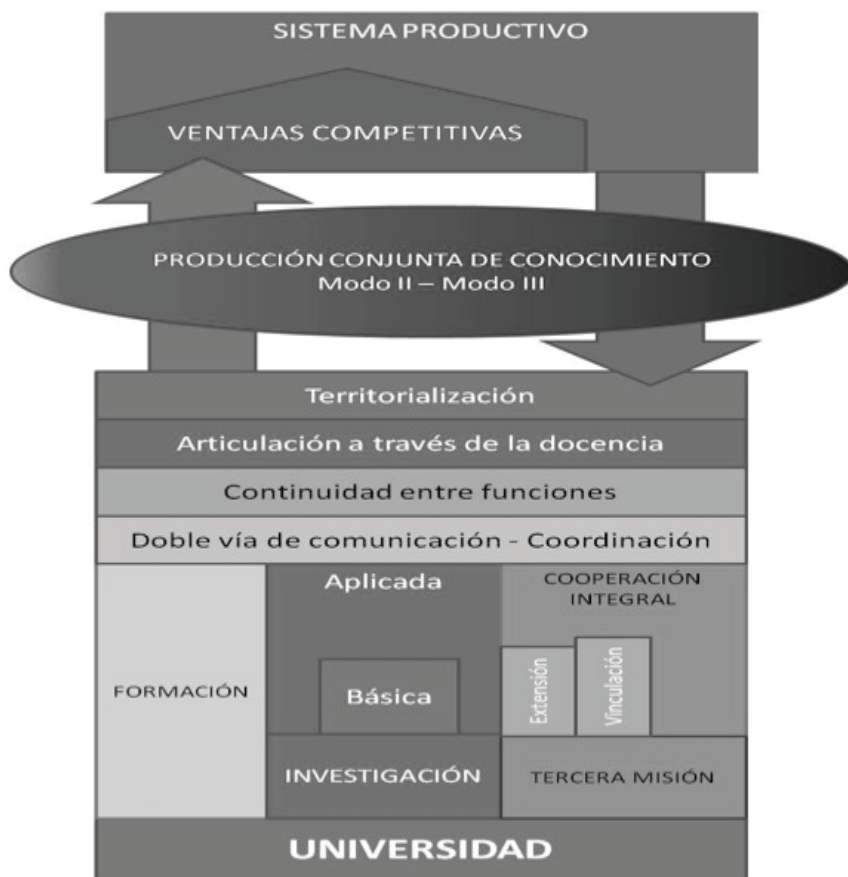 SISTEMA PRODUCTIVO
VENTAJAS COMPETITIVAS
PRODUCCIÓN CONJUNTA DE CONOCIMIENTO
Modo II – Modo III
Territorialización
Articulación a través de la docencia
Continuidad entre funciones
Doble vía de comunicación - Coordinación
FORMACIÓN
Aplicada
Básica
INVESTIGACIÓN
COOPERACIÓN
INTEGRAL
Extensión
Vinculación
TERCERA MISIÓN
UNIVERSIDAD